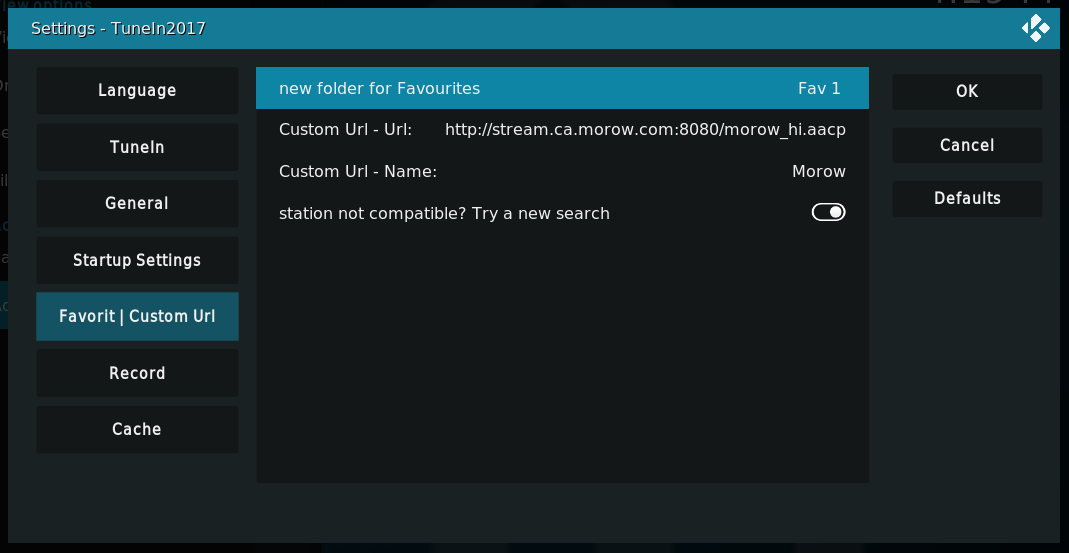 Settings - TuneIn2017
Language
TuneIn
General
Startup Settings
Favorit | Custom Url
Record
Cache
new folder for Favourites Fav 1
Custom Url - Url: http://stream.ca.morow.com:8080/morow_hi.aacp
Custom Url - Name: Morow
station not compatible? Try a new search
OK
Cancel
Defaults